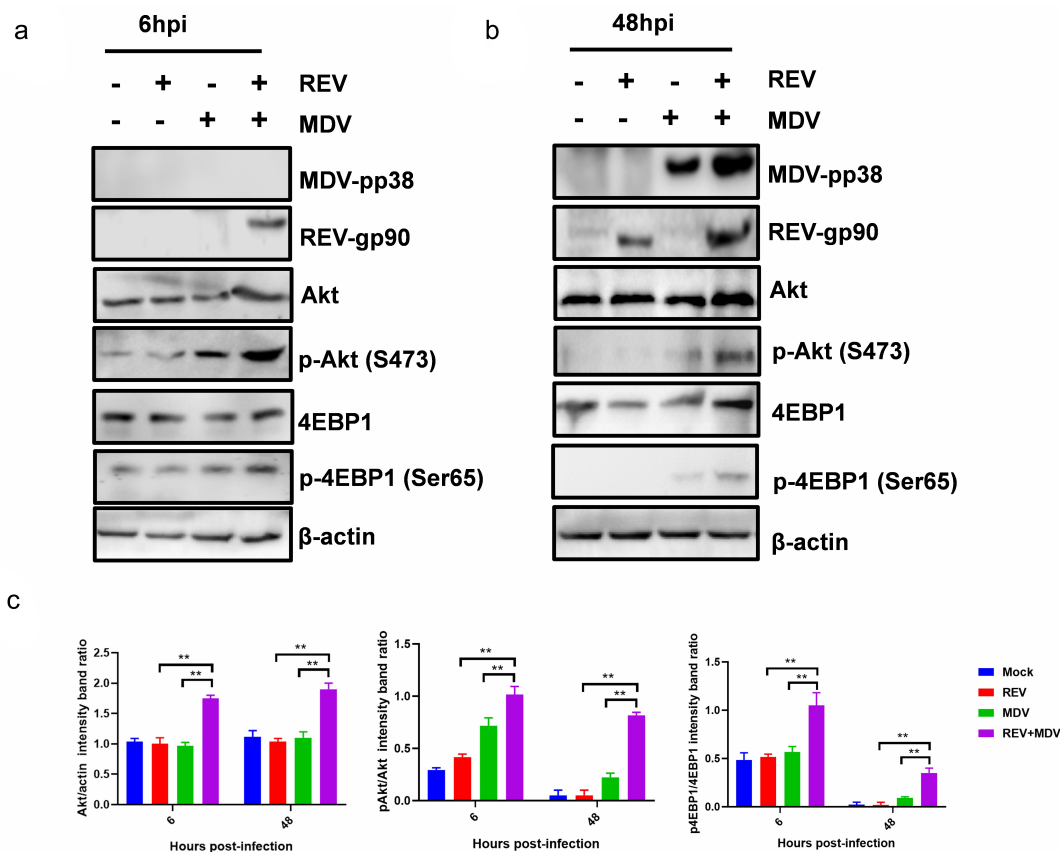 a
6hpi
- + - + REV
- - + + MDV
MDV-pp38
REV-gp90
Akt
p-Akt (S473)
4EBP1
p-4EBP1 (Ser65)
β-actin
b
48hpi
- + - + REV
- - + + MDV
MDV-pp38
REV-gp90
Akt
p-Akt (S473)
4EBP1
p-4EBP1 (Ser65)
β-actin
c
Akt/actin intensity band ratio
2.5
2.0
1.5
1.0
0.5
0.0
**
**
**
**
6 48
Hours post-infection
pAkt/Akt intensity band ratio
1.5
1.0
0.5
0.0
**
**
**
**
6 48
Hours post-infection
p4EBP1/4EBP1 intensity band ratio
1.5
1.0
0.5
0.0
**
**
**
**
6 48
Hours post-infection
Mock
REV
MDV
REV+MDV